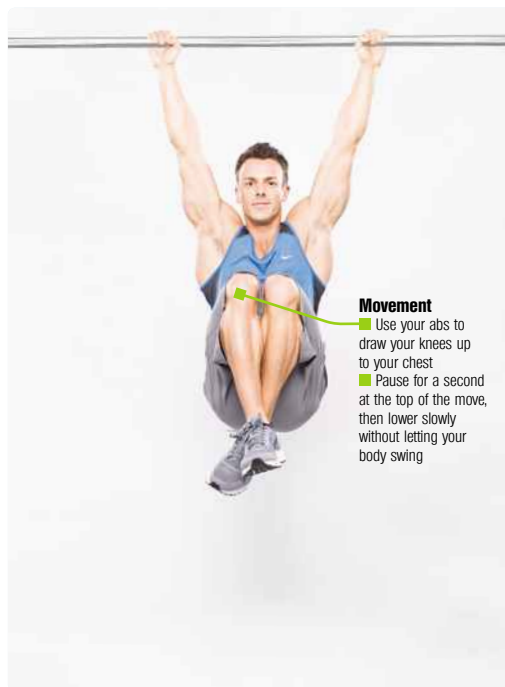 Movement
Use your abs to
draw your knees up
to your chest
Pause for a second
at the top of the move,
then lower slowly
without letting your
body swing